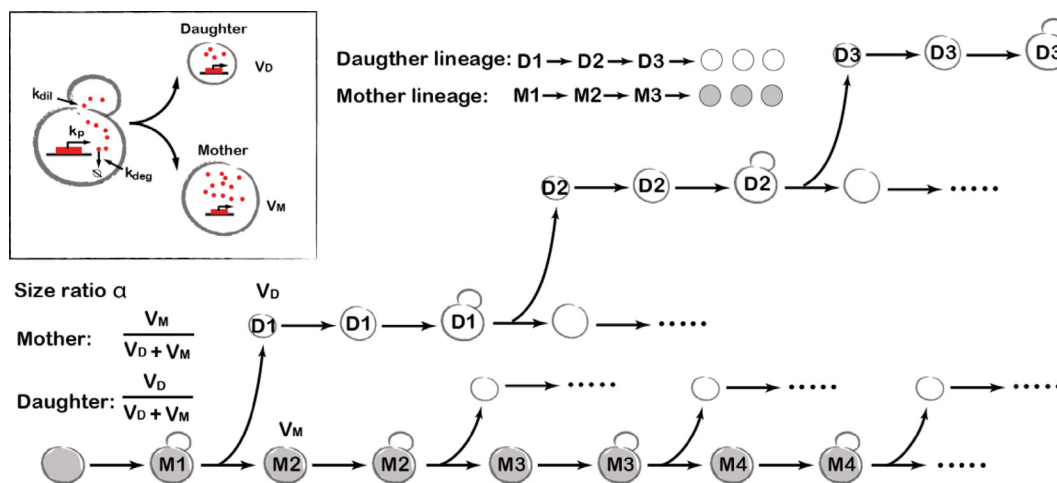 Daughter
VD
kdil
kp
Mother
kdeg
VM
Daugther lineage: D1 D2 D3
Mother lineage: M1 M2 M3
D3 D3 D3
D2 D2 D2
Size ratio α
Mother: VM
VD + VM
Daughter: VD
VD + VM
VD
D1 D1 D1
VM
M1 M2 M2 M3 M3 M4 M4